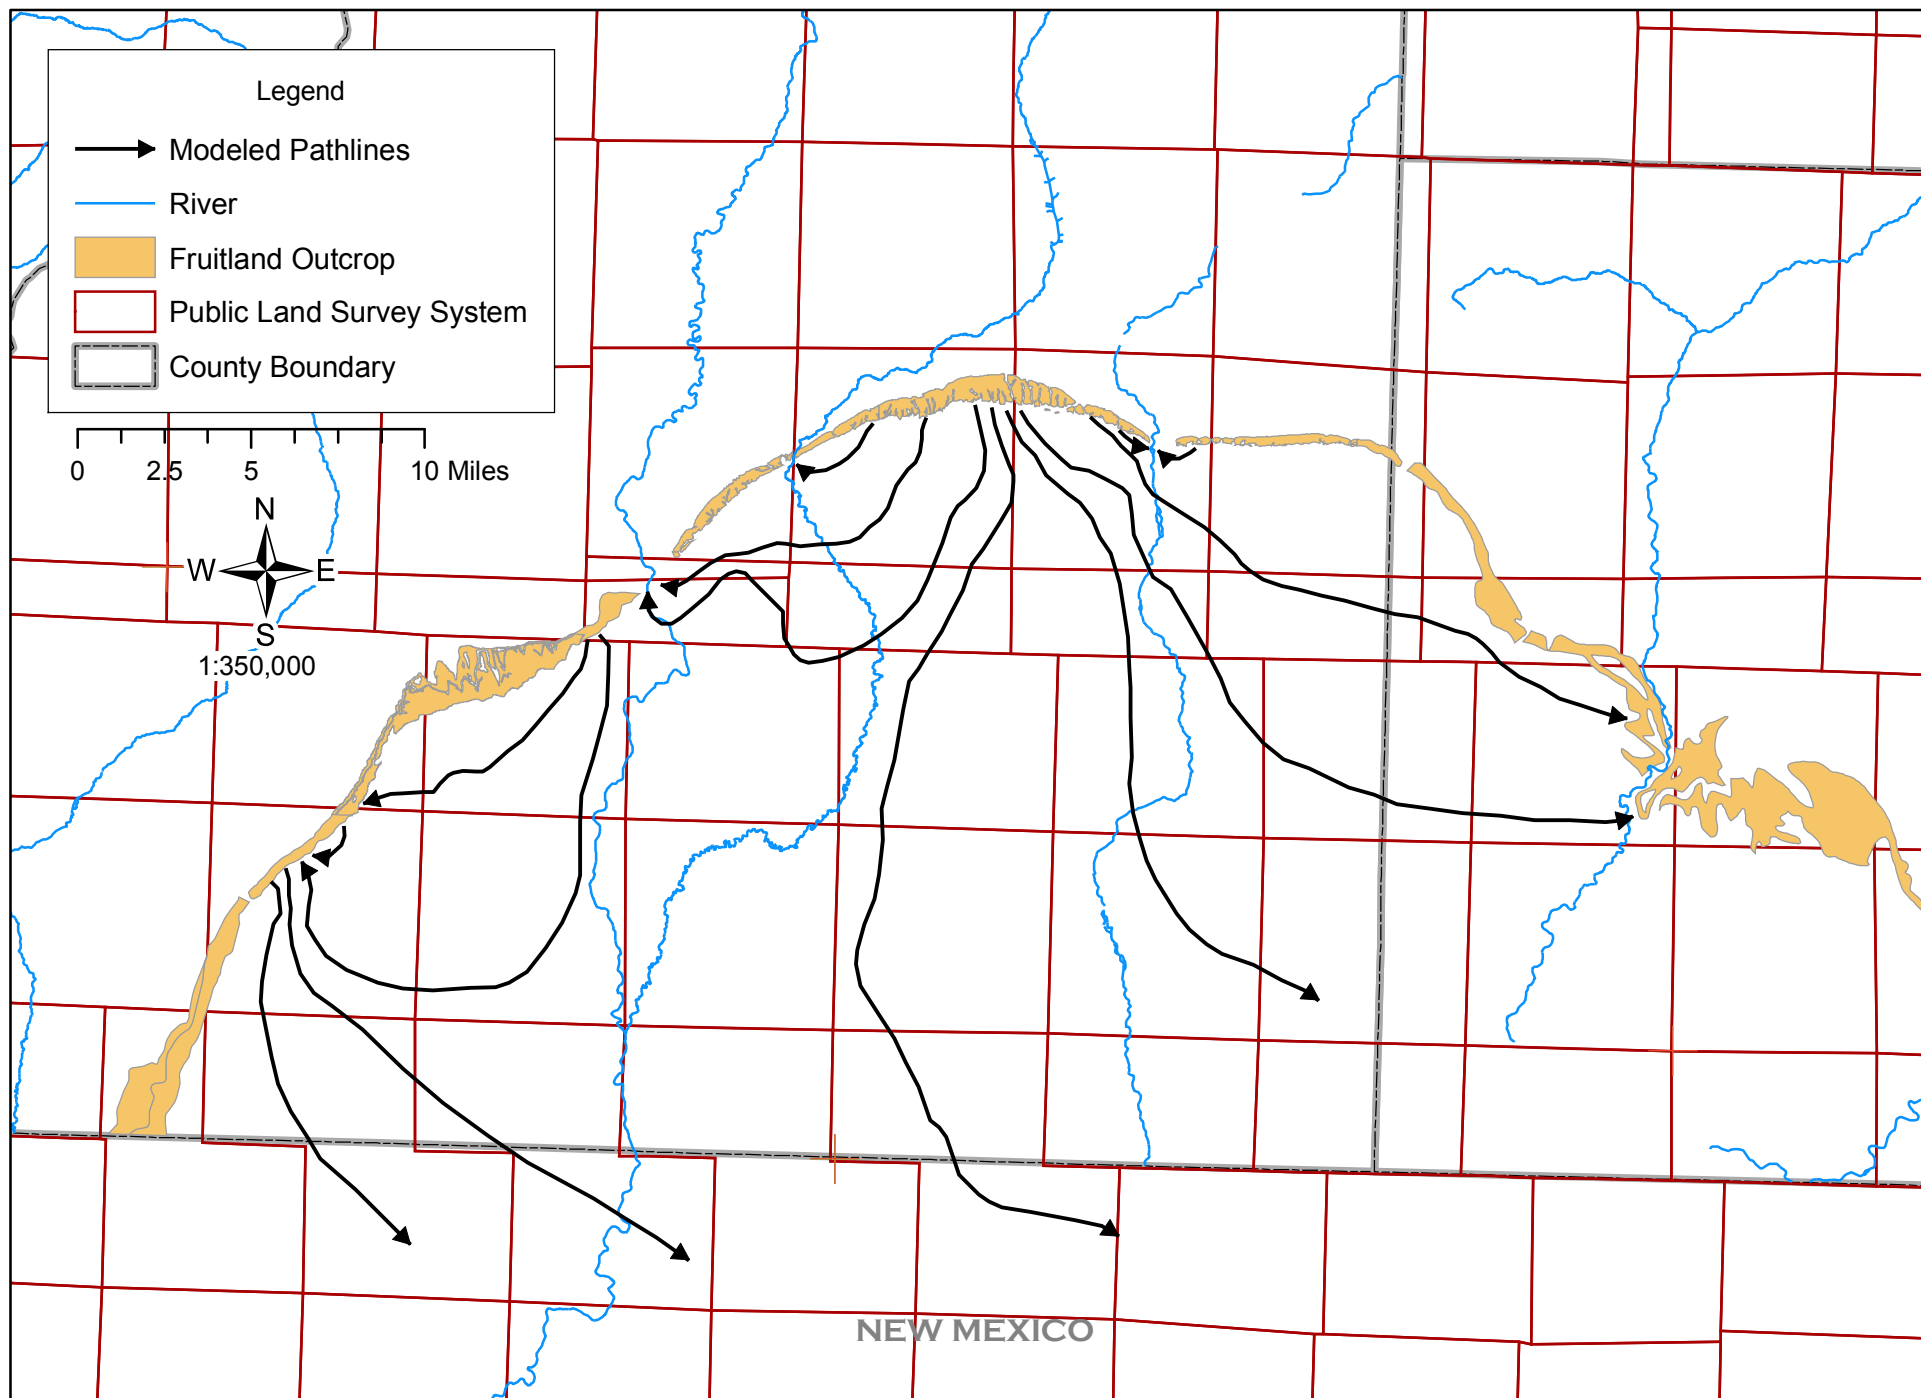 Legend
Modeled Pathlines
River
Fruitland Outcrop
Public Land Survey System
County Boundary
0 2.5 5 10 Miles
N
W E
S
1:350,000
NEW MEXICO